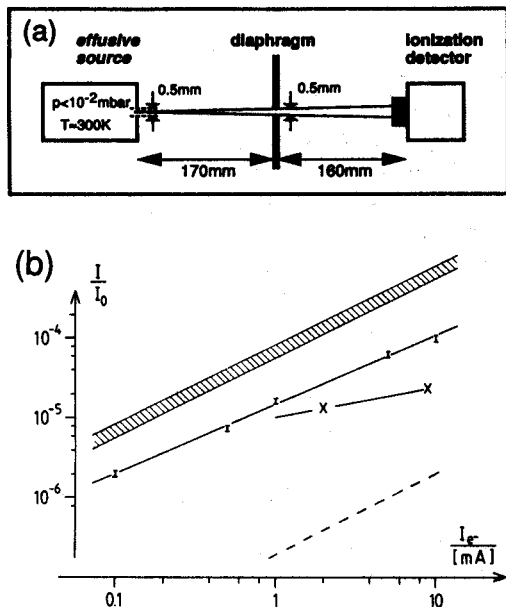 (a)
effusive
source
diaphragm
ionization
detector
0.5mm
0.5mm
p<10⁻²mbar
T=300K
170mm
160mm
(b)
I
I₀
10⁻⁴
10⁻⁵
10⁻⁶
0.1
1
10
Iₑ-
[mA]